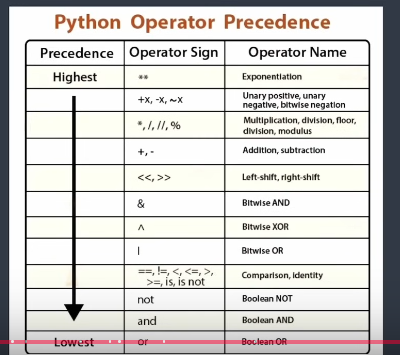 Python Operator Precedence
Precedence Operator Sign Operator Name
Highest ** Exponentiation
+x, -x, ~x Unary positive, unary
negative, bitwise negation
*, /, //, % Multiplication, division, floor,
division, modulus
+, - Addition, subtraction
<<, >> Left-shift, right-shift
& Bitwise AND
^ Bitwise XOR
| Bitwise OR
==, !=, <, <=, >,
>=, is, is not Comparison, identity
not Boolean NOT
and Boolean AND
Lowest or Boolean OR